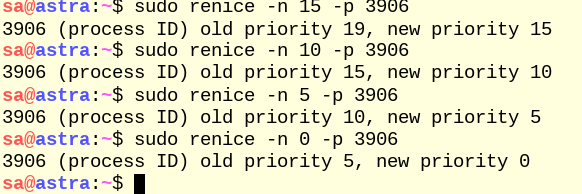 sa@astra:~$ sudo renice -n 15 -p 3906
3906 (process ID) old priority 19, new priority 15
sa@astra:~$ sudo renice -n 10 -p 3906
3906 (process ID) old priority 15, new priority 10
sa@astra:~$ sudo renice -n 5 -p 3906
3906 (process ID) old priority 10, new priority 5
sa@astra:~$ sudo renice -n 0 -p 3906
3906 (process ID) old priority 5, new priority 0
sa@astra:~$